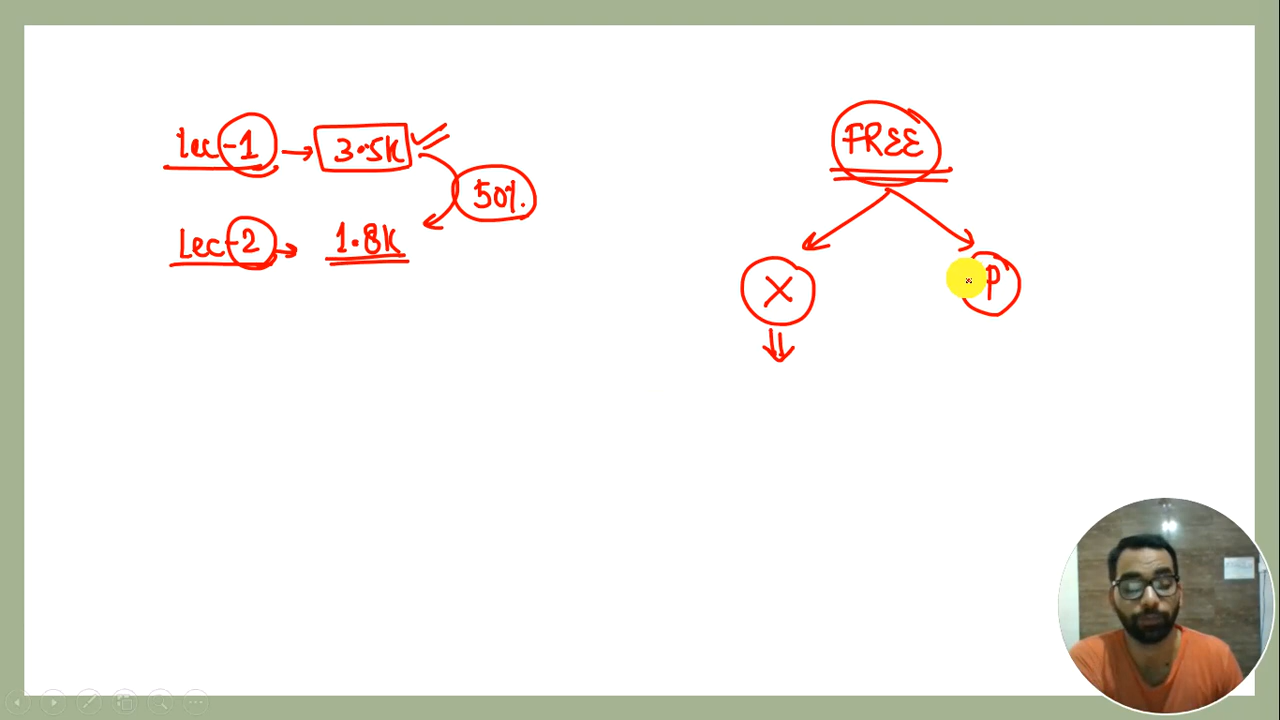 lec-1 → 3.5K
50%.
lec-2 → 1.8K
FREE
X
P